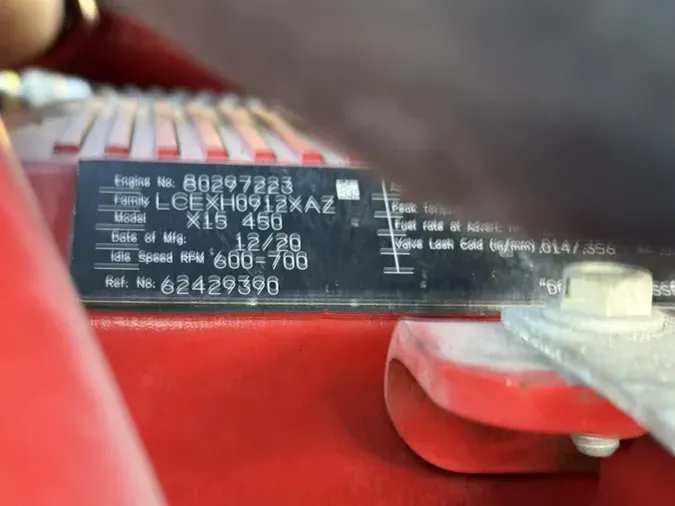 Engine No: 80297223
Family LCEXH0912XAZ
Model X15 450
Date of Mfg: 12/20
Idle Speed RPM 600-700
Ref. No: 62429390
Peak
Fuel rate at Advert.
Valve Lash Cold (in/mm) .014/.356